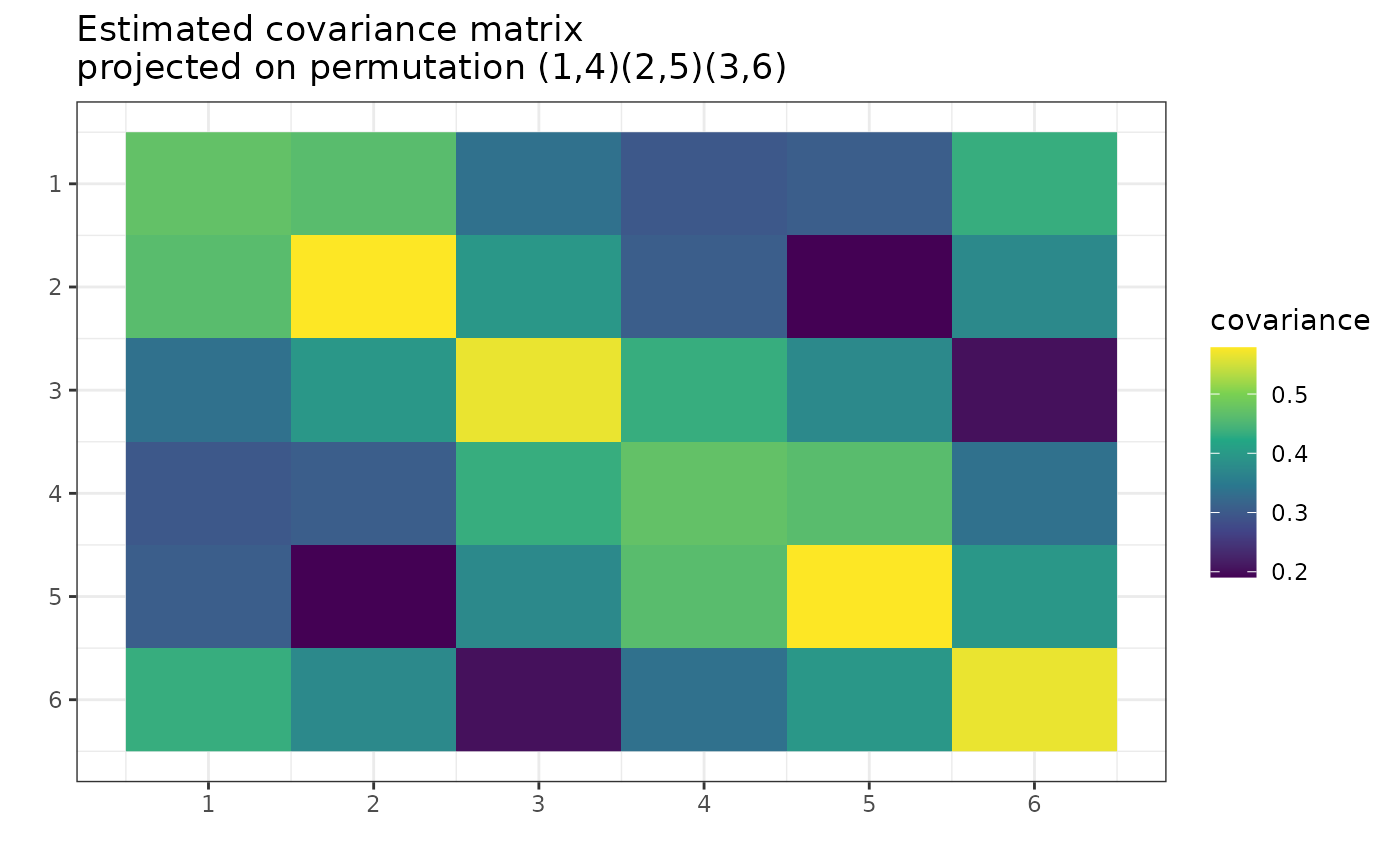 Estimated covariance matrix
projected on permutation (1,4)(2,5)(3,6)
1
2
3
4
5
6
1 2 3 4 5 6
covariance
0.5
0.4
0.3
0.2